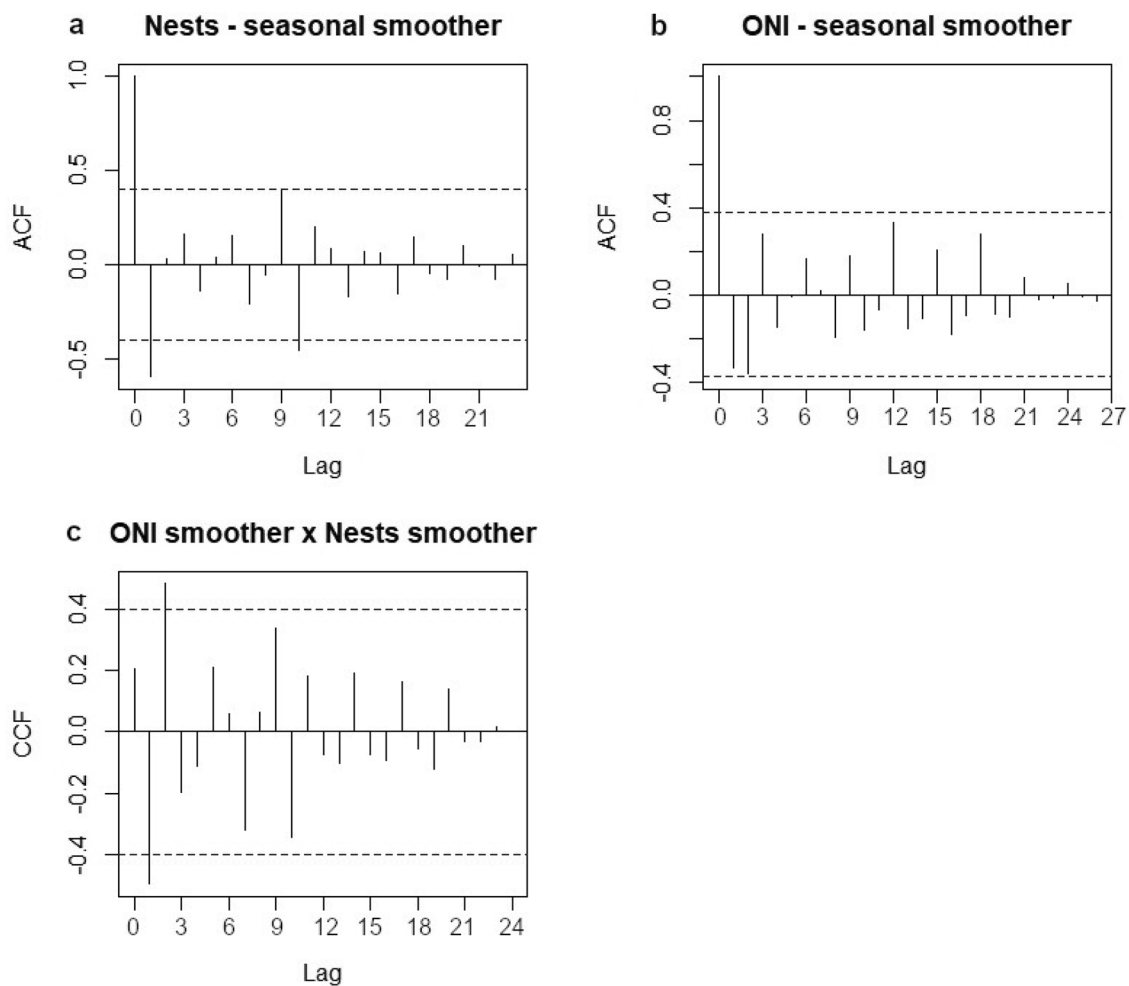 a Nests - seasonal smoother
1.0
0.5
0.0
-0.5
ACF
0 3 6 9 12 15 18 21
Lag
b ONI - seasonal smoother
0.8
0.4
0.0
-0.4
ACF
0 3 6 9 12 15 18 21 24 27
Lag
c ONI smoother x Nests smoother
0.4
0.2
0.0
-0.2
-0.4
CCF
0 3 6 9 12 15 18 21 24
Lag